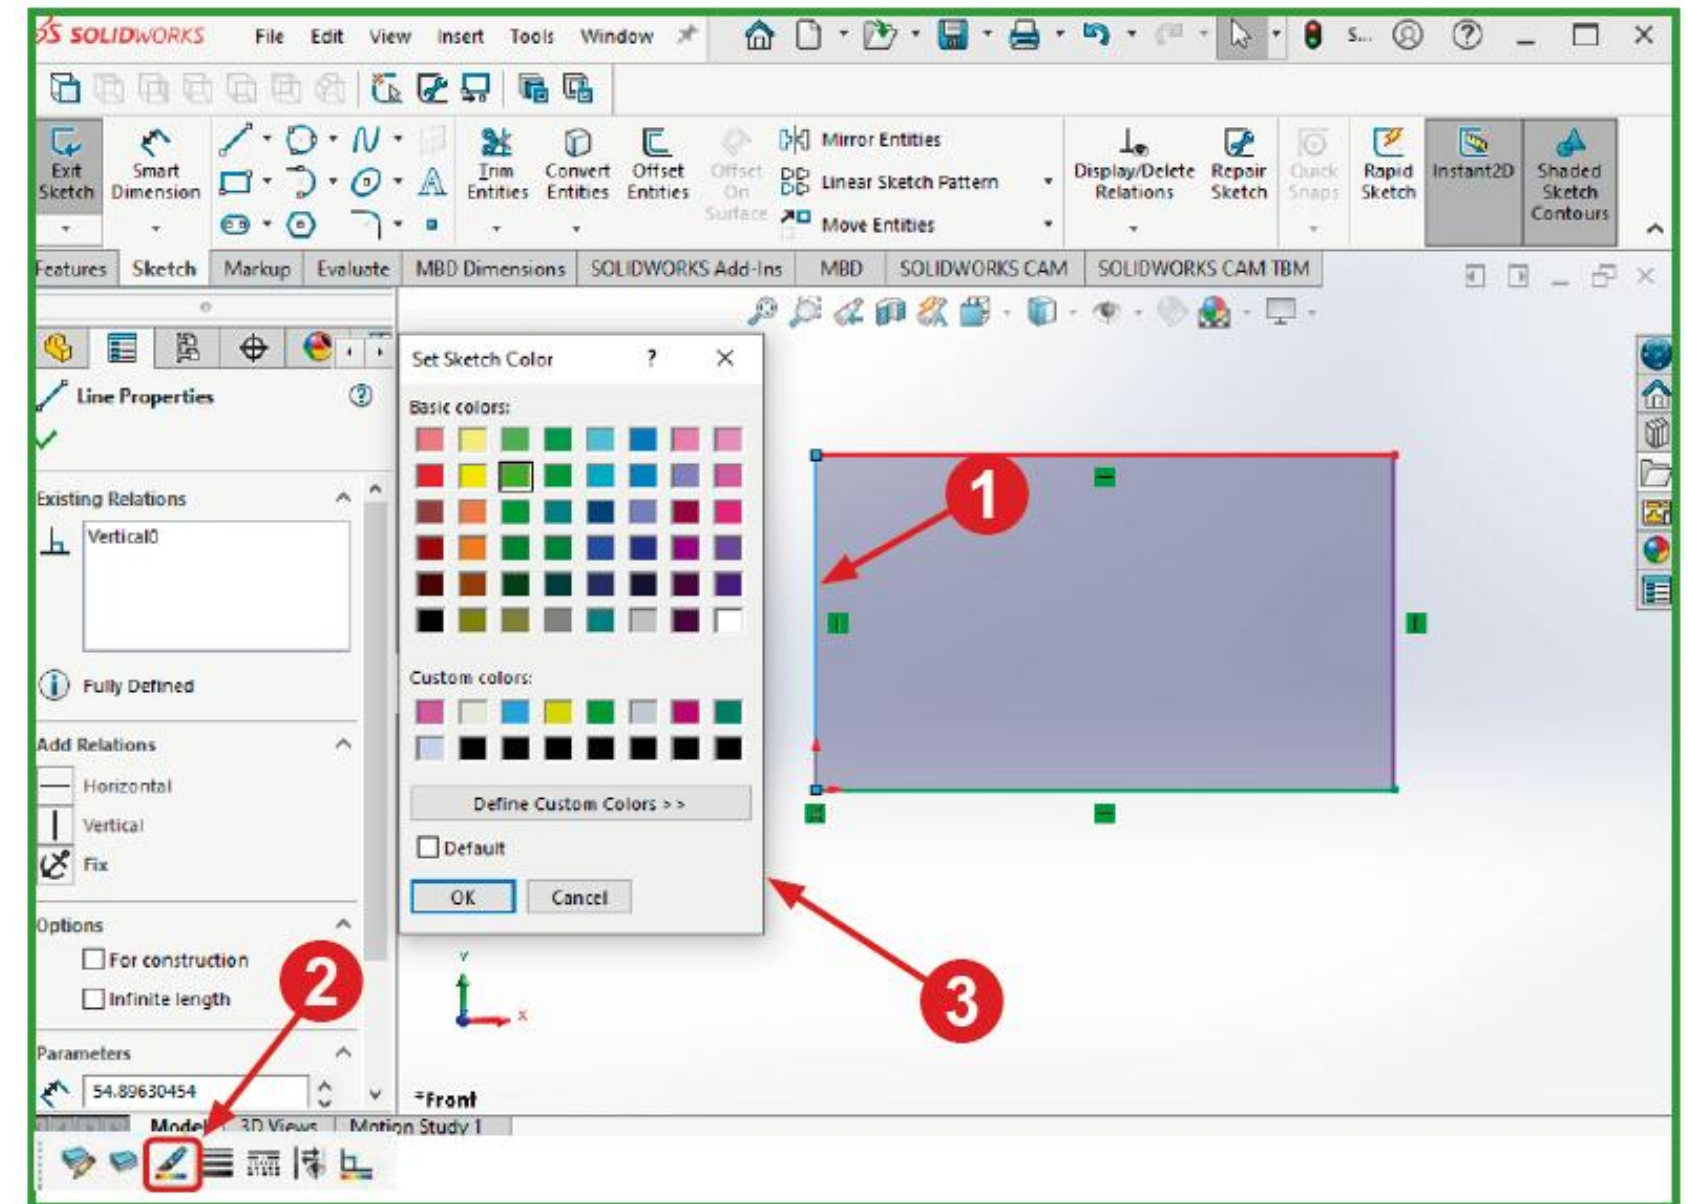 SOLIDWORKS File Edit View Insert Tools Window S... ?
Exit Sketch
Smart Dimension
Trim Entities
Convert Entities
Offset Entities
Offset On Surface
Mirror Entities
Linear Sketch Pattern
Move Entities
Display/Delete Relations
Repair Sketch
Quick Snaps
Rapid Sketch
Instant2D
Shaded Sketch Contours
Features Sketch Markup Evaluate MBD Dimensions SOLIDWORKS Add-Ins MBD SOLIDWORKS CAM SOLIDWORKS CAM TBM
Line Properties ?
Existing Relations
Vertical0
Fully Defined
Add Relations
Horizontal
Vertical
Fix
Options
For construction
Infinite length
Parameters
54.89630454
Set Sketch Color ?
Basic colors:
Custom colors:
Define Custom Colors >>
Default
OK Cancel
1
2
3
Y
X
*Front
Model 3D Views Motion Study 1